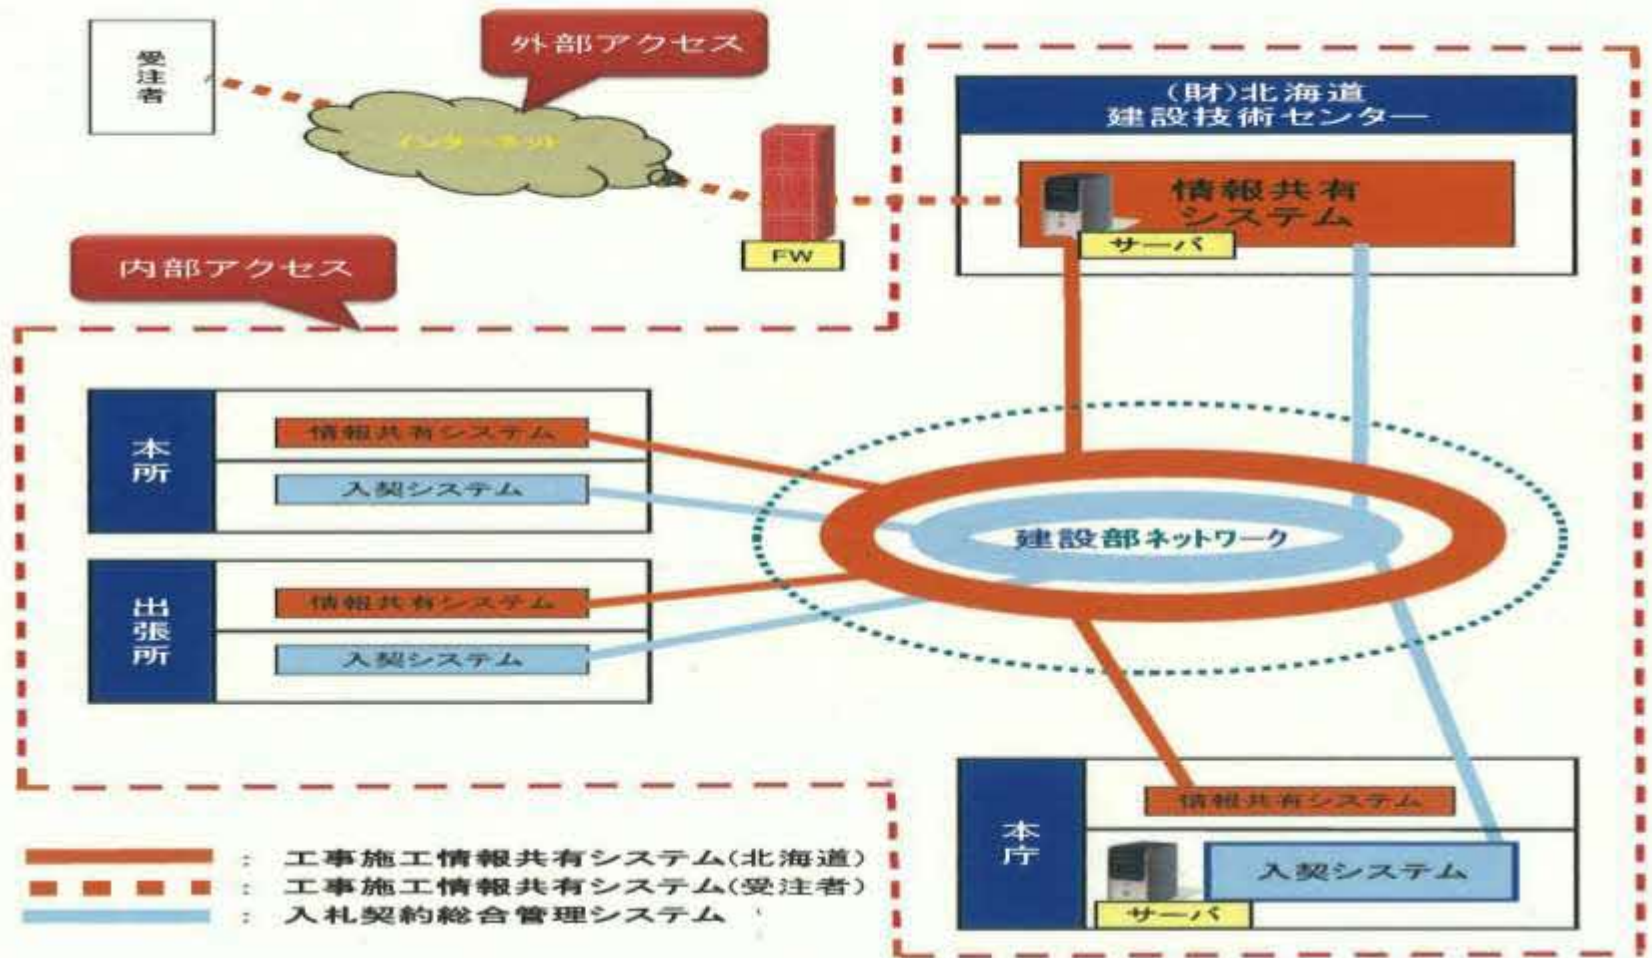 受注者
外部アクセス
インターネット
FW
(財)北海道
建設技術センター
情報共有
システム
サーバ
内部アクセス
本所
情報共有システム
入契システム
出張所
情報共有システム
入契システム
建設部ネットワーク
本庁
情報共有システム
入契システム
サーバ
: 工事施工情報共有システム(北海道)
: 工事施工情報共有システム(受注者)
: 入札契約総合管理システム